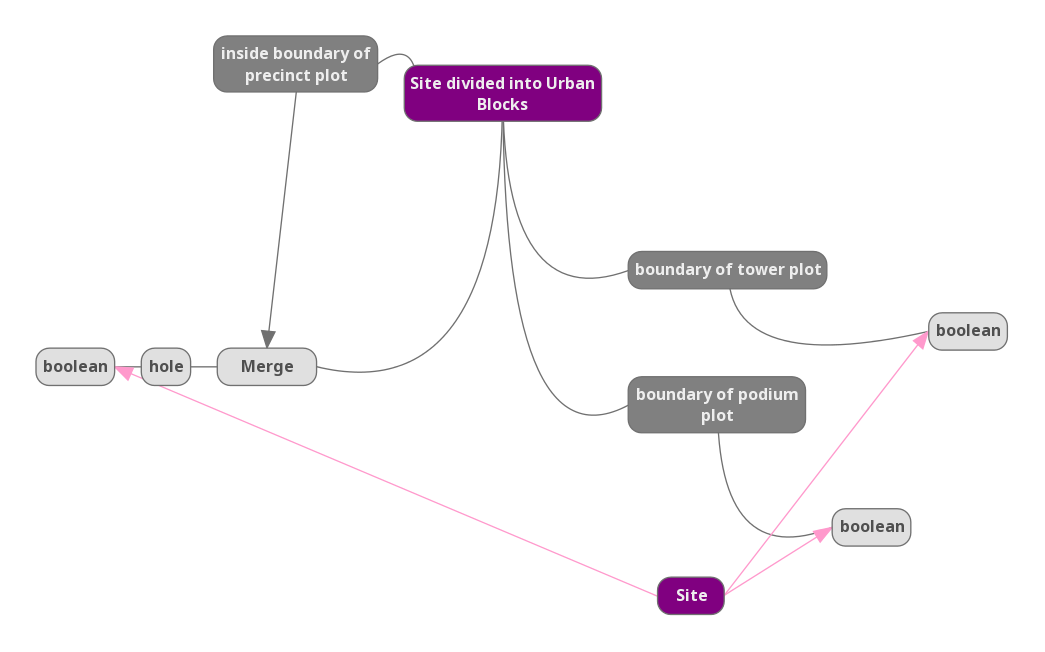 inside boundary of
precinct plot
Site divided into Urban
Blocks
boundary of tower plot
boolean
boolean
hole
Merge
boundary of podium
plot
boolean
Site